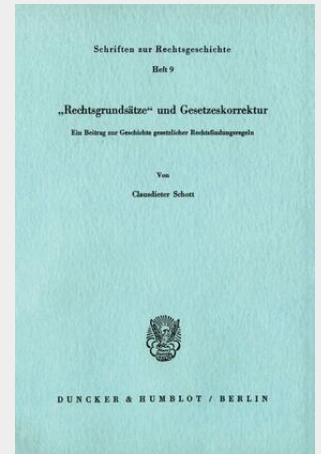 Schriften zur Rechtsgeschichte
Heft 9
„Rechtsgrundsätze“ und Gesetzeskorrektur
Ein Beitrag zur Geschichte gesetzlicher Rechtsfindungsregeln
Von
Clausdieter Schott
DUNCKER & HUMBLOT / BERLIN